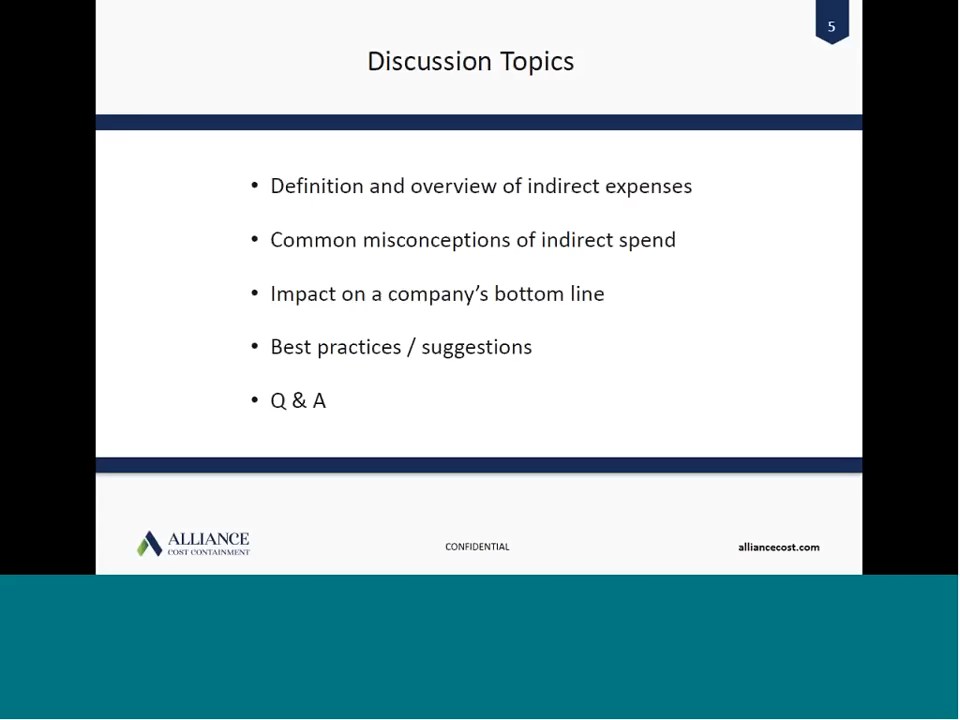 5
Discussion Topics
• Definition and overview of indirect expenses
• Common misconceptions of indirect spend
• Impact on a company’s bottom line
• Best practices / suggestions
• Q & A
ALLIANCE
COST CONTAINMENT
CONFIDENTIAL
alliancecost.com